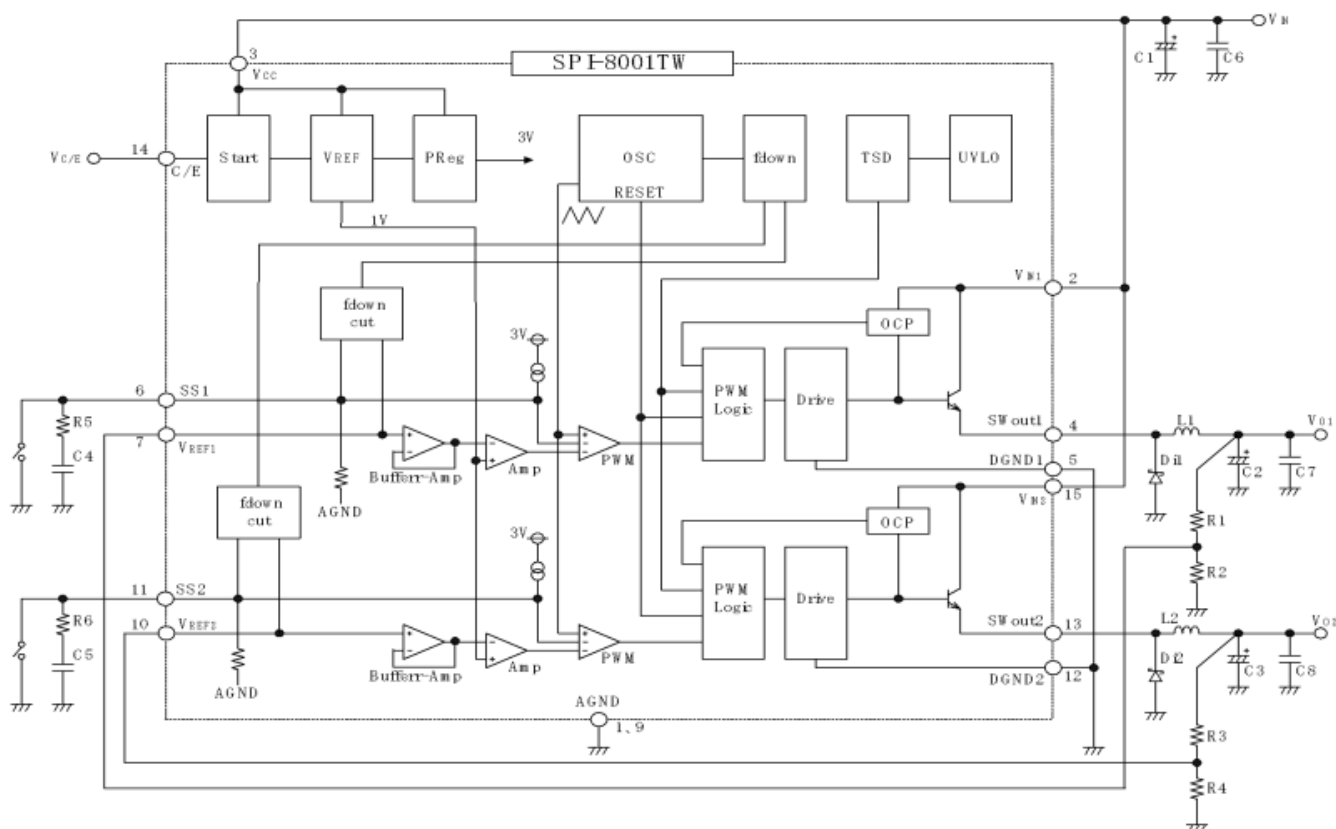 VIN
3
SPI-8001TW
VCC
C1
+
C6
14
VC/E
C/E
Start
VREF
PReg
3V
OSC
RESET
fdown
TSD
UVLO
1V
VIN1
2
fdown
cut
3V
OCP
PWM
Logic
Drive
6
SS1
R5
C4
7
VREF1
+
-
Bufferr-Amp
-
+
Amp
+
-
-
PWM
SWout1
4
L1
VO1
DGND1
5
Di1
+
C2
C7
AGND
VIN2
15
R1
R2
fdown
cut
3V
OCP
PWM
Logic
Drive
11
SS2
R6
C5
10
VREF2
+
-
Bufferr-Amp
-
+
Amp
+
-
-
PWM
SWout2
13
L2
VO2
DGND2
12
Di2
+
C3
C8
AGND
AGND
1、9
R3
R4